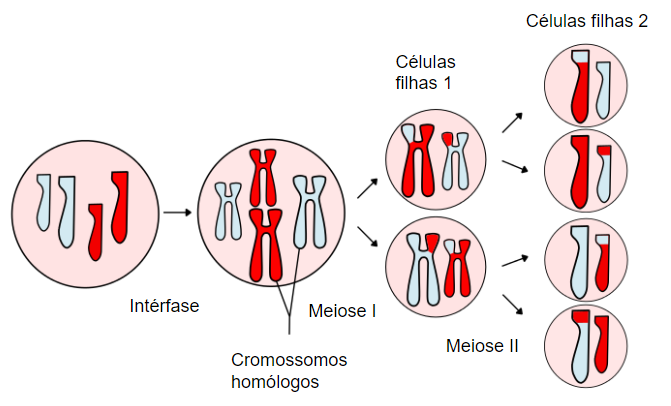 Células filhas 2
Células
filhas 1
Intérfase
Meiose I
Meiose II
Cromossomos
homólogos